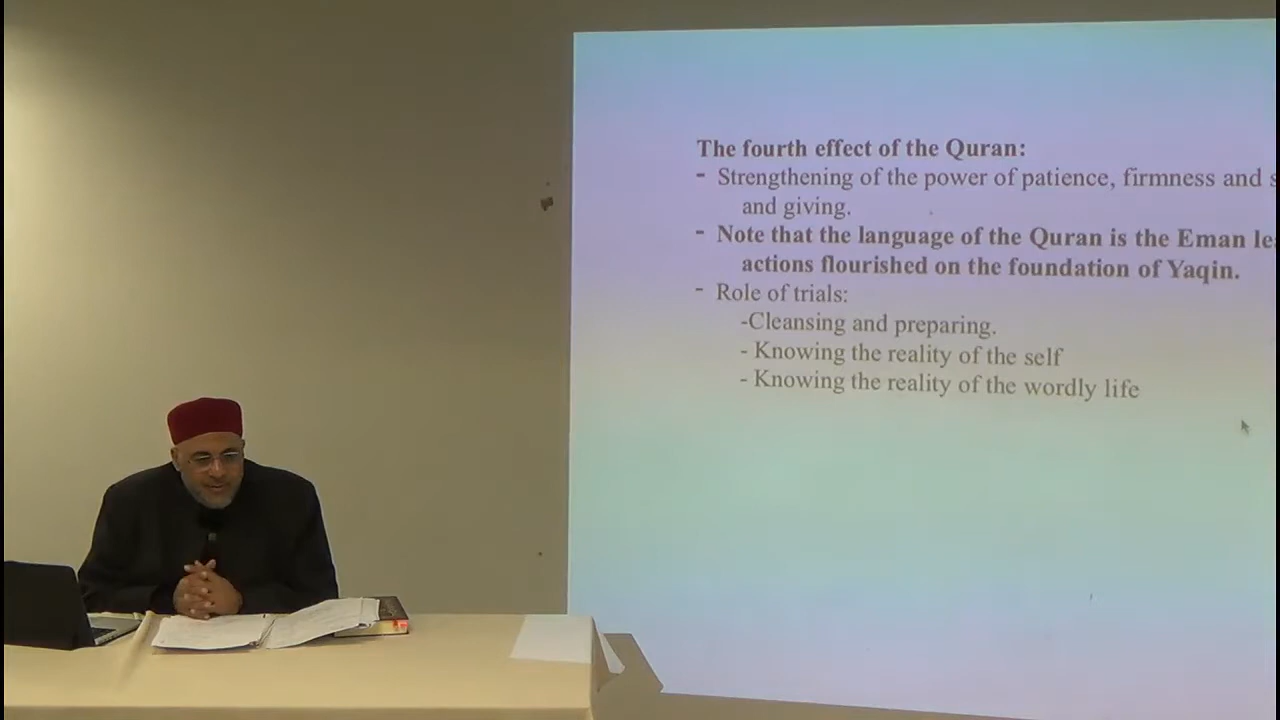 The fourth effect of the Quran:
- Strengthening of the power of patience, firmness and
and giving.
- Note that the language of the Quran is the Eman
actions flourished on the foundation of Yaqin.
- Role of trials:
-Cleansing and preparing.
- Knowing the reality of the self
- Knowing the reality of the wordly life